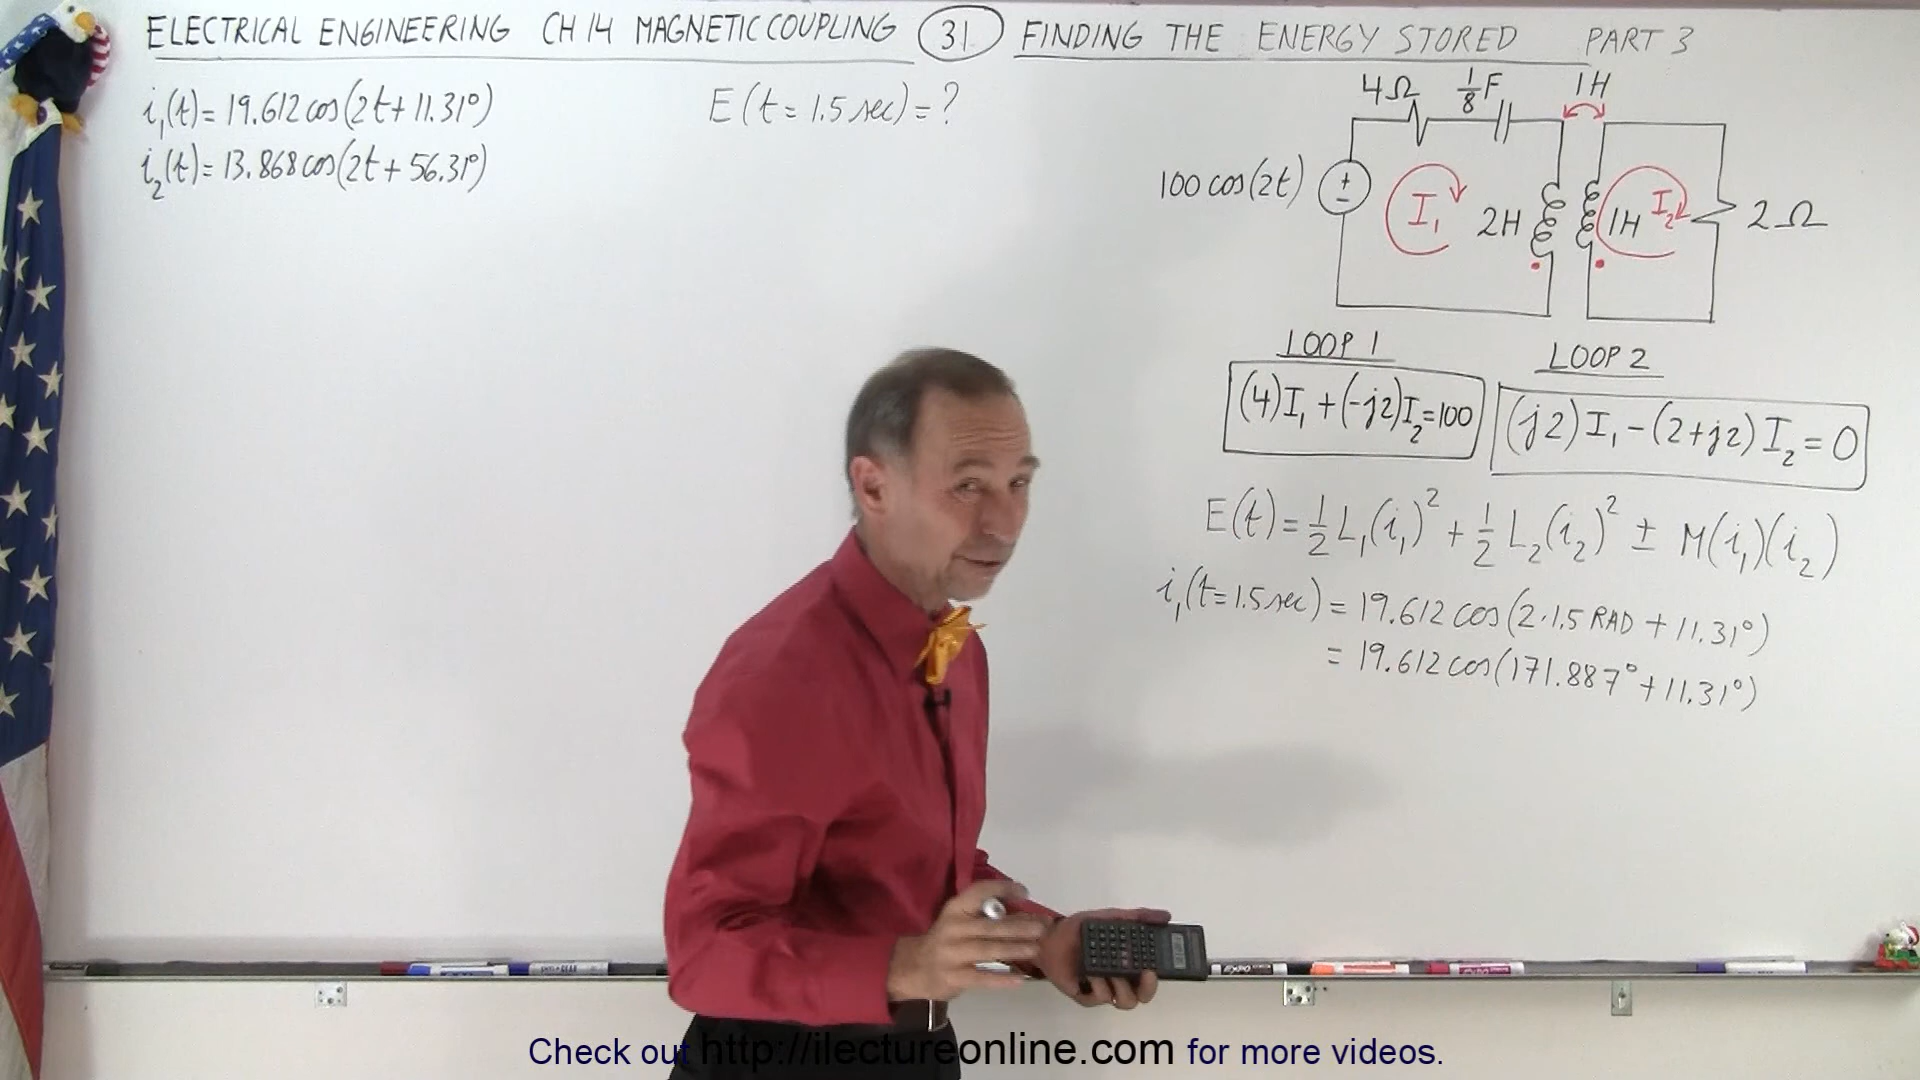 ELECTRICAL ENGINEERING CH 14 MAGNETIC COUPLING 31 FINDING THE ENERGY STORED PART 3
i₁(t)= 19.612 cos(2t + 11.31°)
i₂(t)= 13.868 cos(2t + 56.31°)
E(t = 1.5 sec) = ?
4Ω 1/8 F 1H
100 cos(2t) + - I₁ 2H 1H I₂ 2Ω
LOOP 1
(4)I₁ + (-j2)I₂ = 100
LOOP 2
(j2)I₁ - (2+j2)I₂ = 0
E(t) = 1/2 L₁(i₁)² + 1/2 L₂(i₂)² ± M(i₁)(i₂)
i₁(t=1.5sec) = 19.612 cos(2·1.5 RAD + 11.31°)
= 19.612 cos(171.887° + 11.31°)
Check out http://ilectureonline.com for more videos.